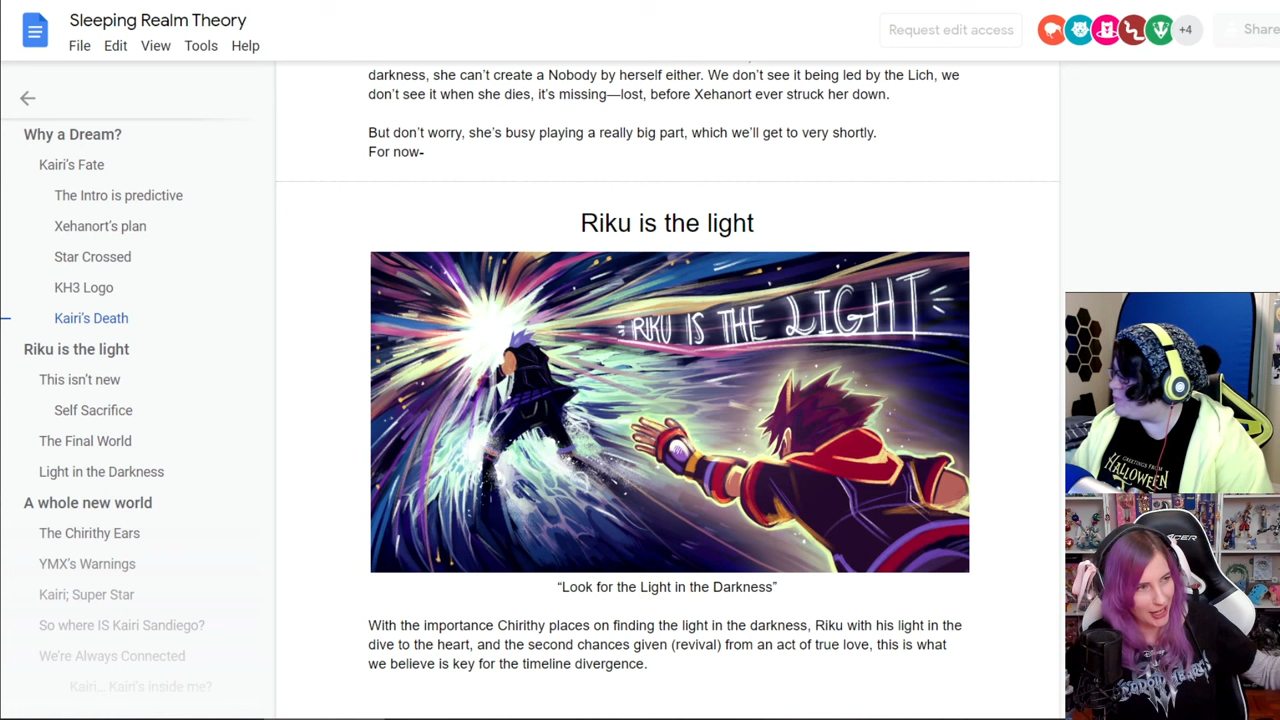 Sleeping Realm Theory
File Edit View Tools Help
Request edit access
+4
Share
Why a Dream?
Kairi's Fate
The Intro is predictive
Xehanort's plan
Star Crossed
KH3 Logo
Kairi's Death
Riku is the light
This isn't new
Self Sacrifice
The Final World
Light in the Darkness
A whole new world
The Chirithy Ears
YMX's Warnings
Kairi; Super Star
So where IS Kairi Sandiego?
We're Always Connected
Kairi... Kairi's inside me?
darkness, she can't create a Nobody by herself either. We don't see it being led by the Lich, we
don't see it when she dies, it's missing—lost, before Xehanort ever struck her down.
But don't worry, she's busy playing a really big part, which we'll get to very shortly.
For now-
Riku is the light
RIKU IS THE LIGHT
“Look for the Light in the Darkness”
With the importance Chirithy places on finding the light in the darkness, Riku with his light in the
dive to the heart, and the second chances given (revival) from an act of true love, this is what
we believe is key for the timeline divergence.
GREETINGS FROM
HALLOWEEN
Disney
KINGDOM HEARTS